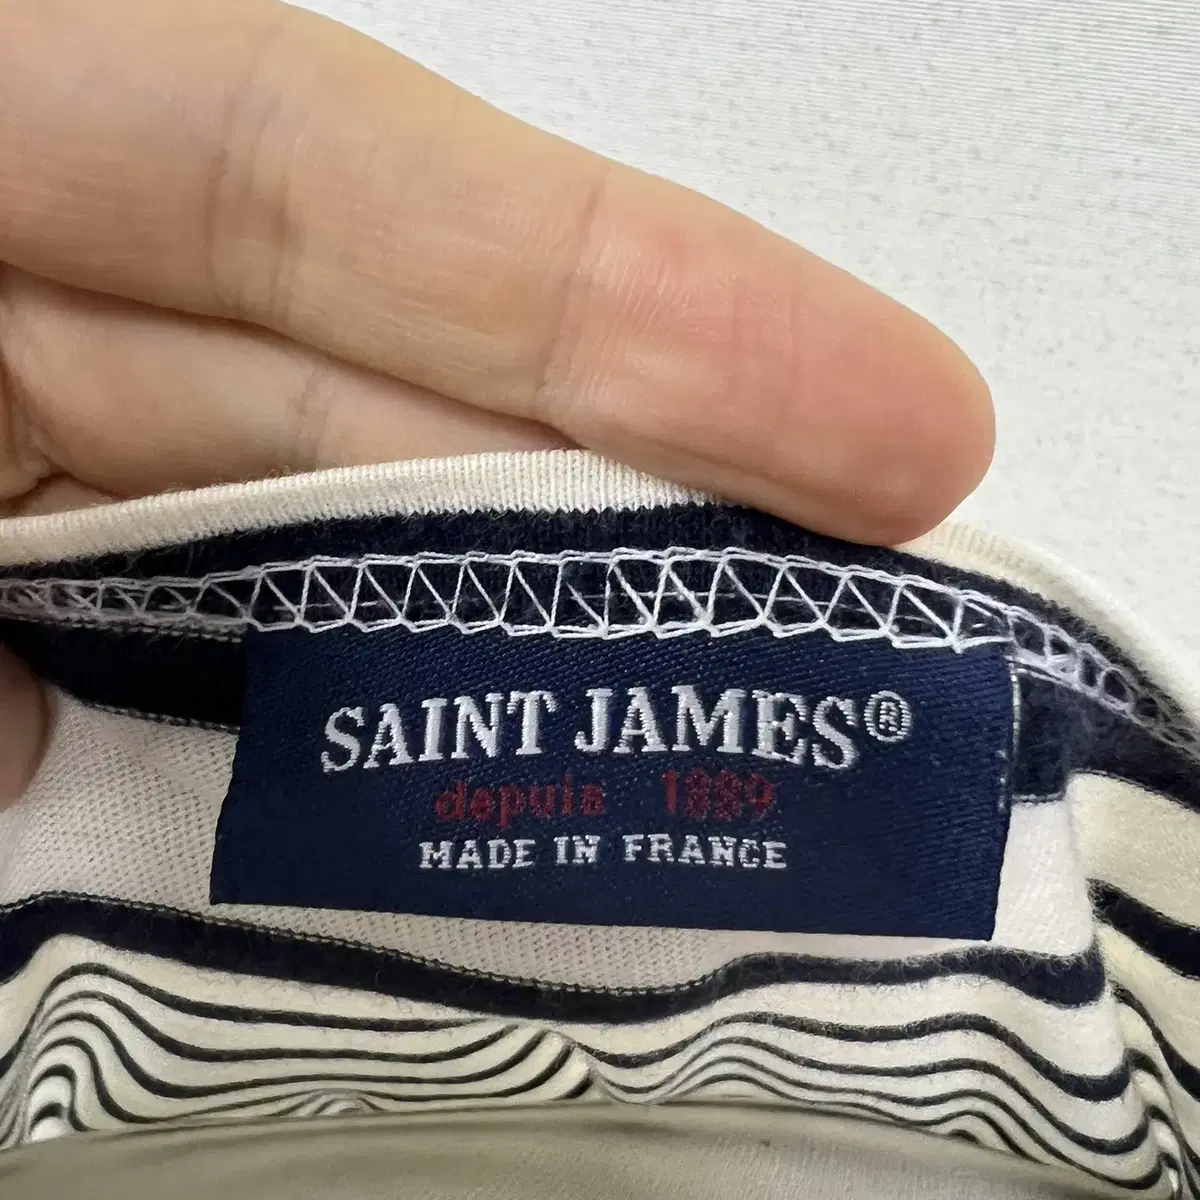 SAINT JAMES®
depuis 1889
MADE IN FRANCE